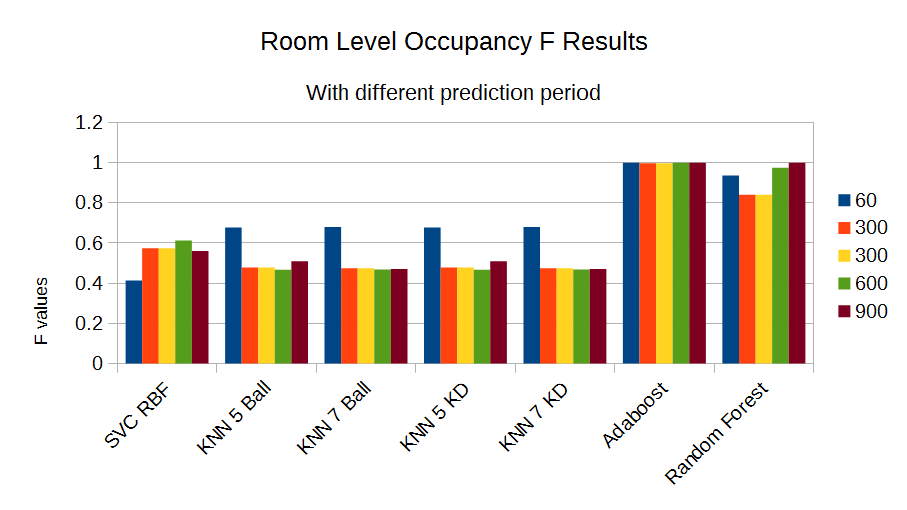 Room Level Occupancy F Results
With different prediction period
1.2
1
0.8
0.6
0.4
0.2
0
F values
SVC RBF
KNN 5 Ball
KNN 7 Ball
KNN 5 KD
KNN 7 KD
Adaboost
Random Forest
60
300
300
600
900